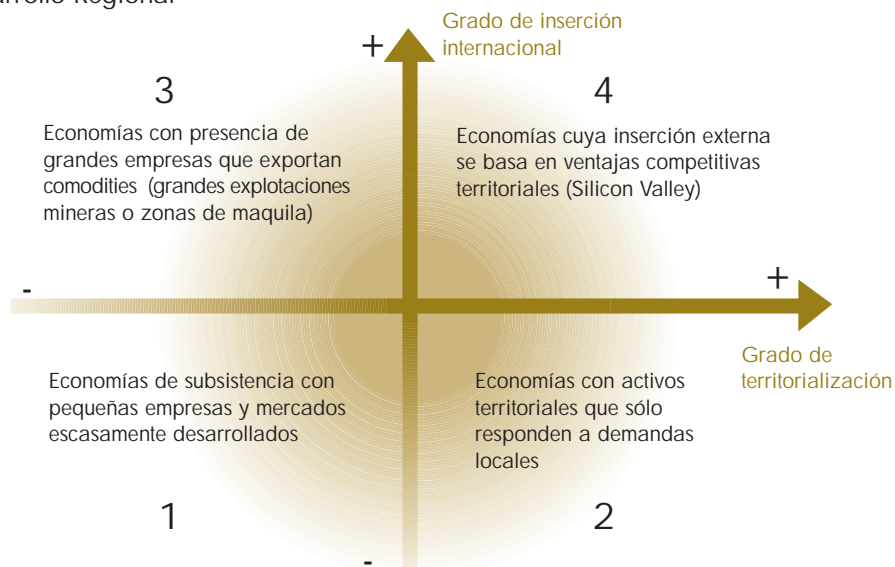 Regional
Grado de inserción
internacional
+
3
Economías con presencia de
grandes empresas que exportan
comodities (grandes explotaciones
mineras o zonas de maquila)
4
Economías cuya inserción externa
se basa en ventajas competitivas
territoriales (Silicon Valley)
-
+
Grado de
territorialización
Economías de subsistencia con
pequeñas empresas y mercados
escasamente desarrollados
1
Economías con activos
territoriales que sólo
responden a demandas
locales
2
-